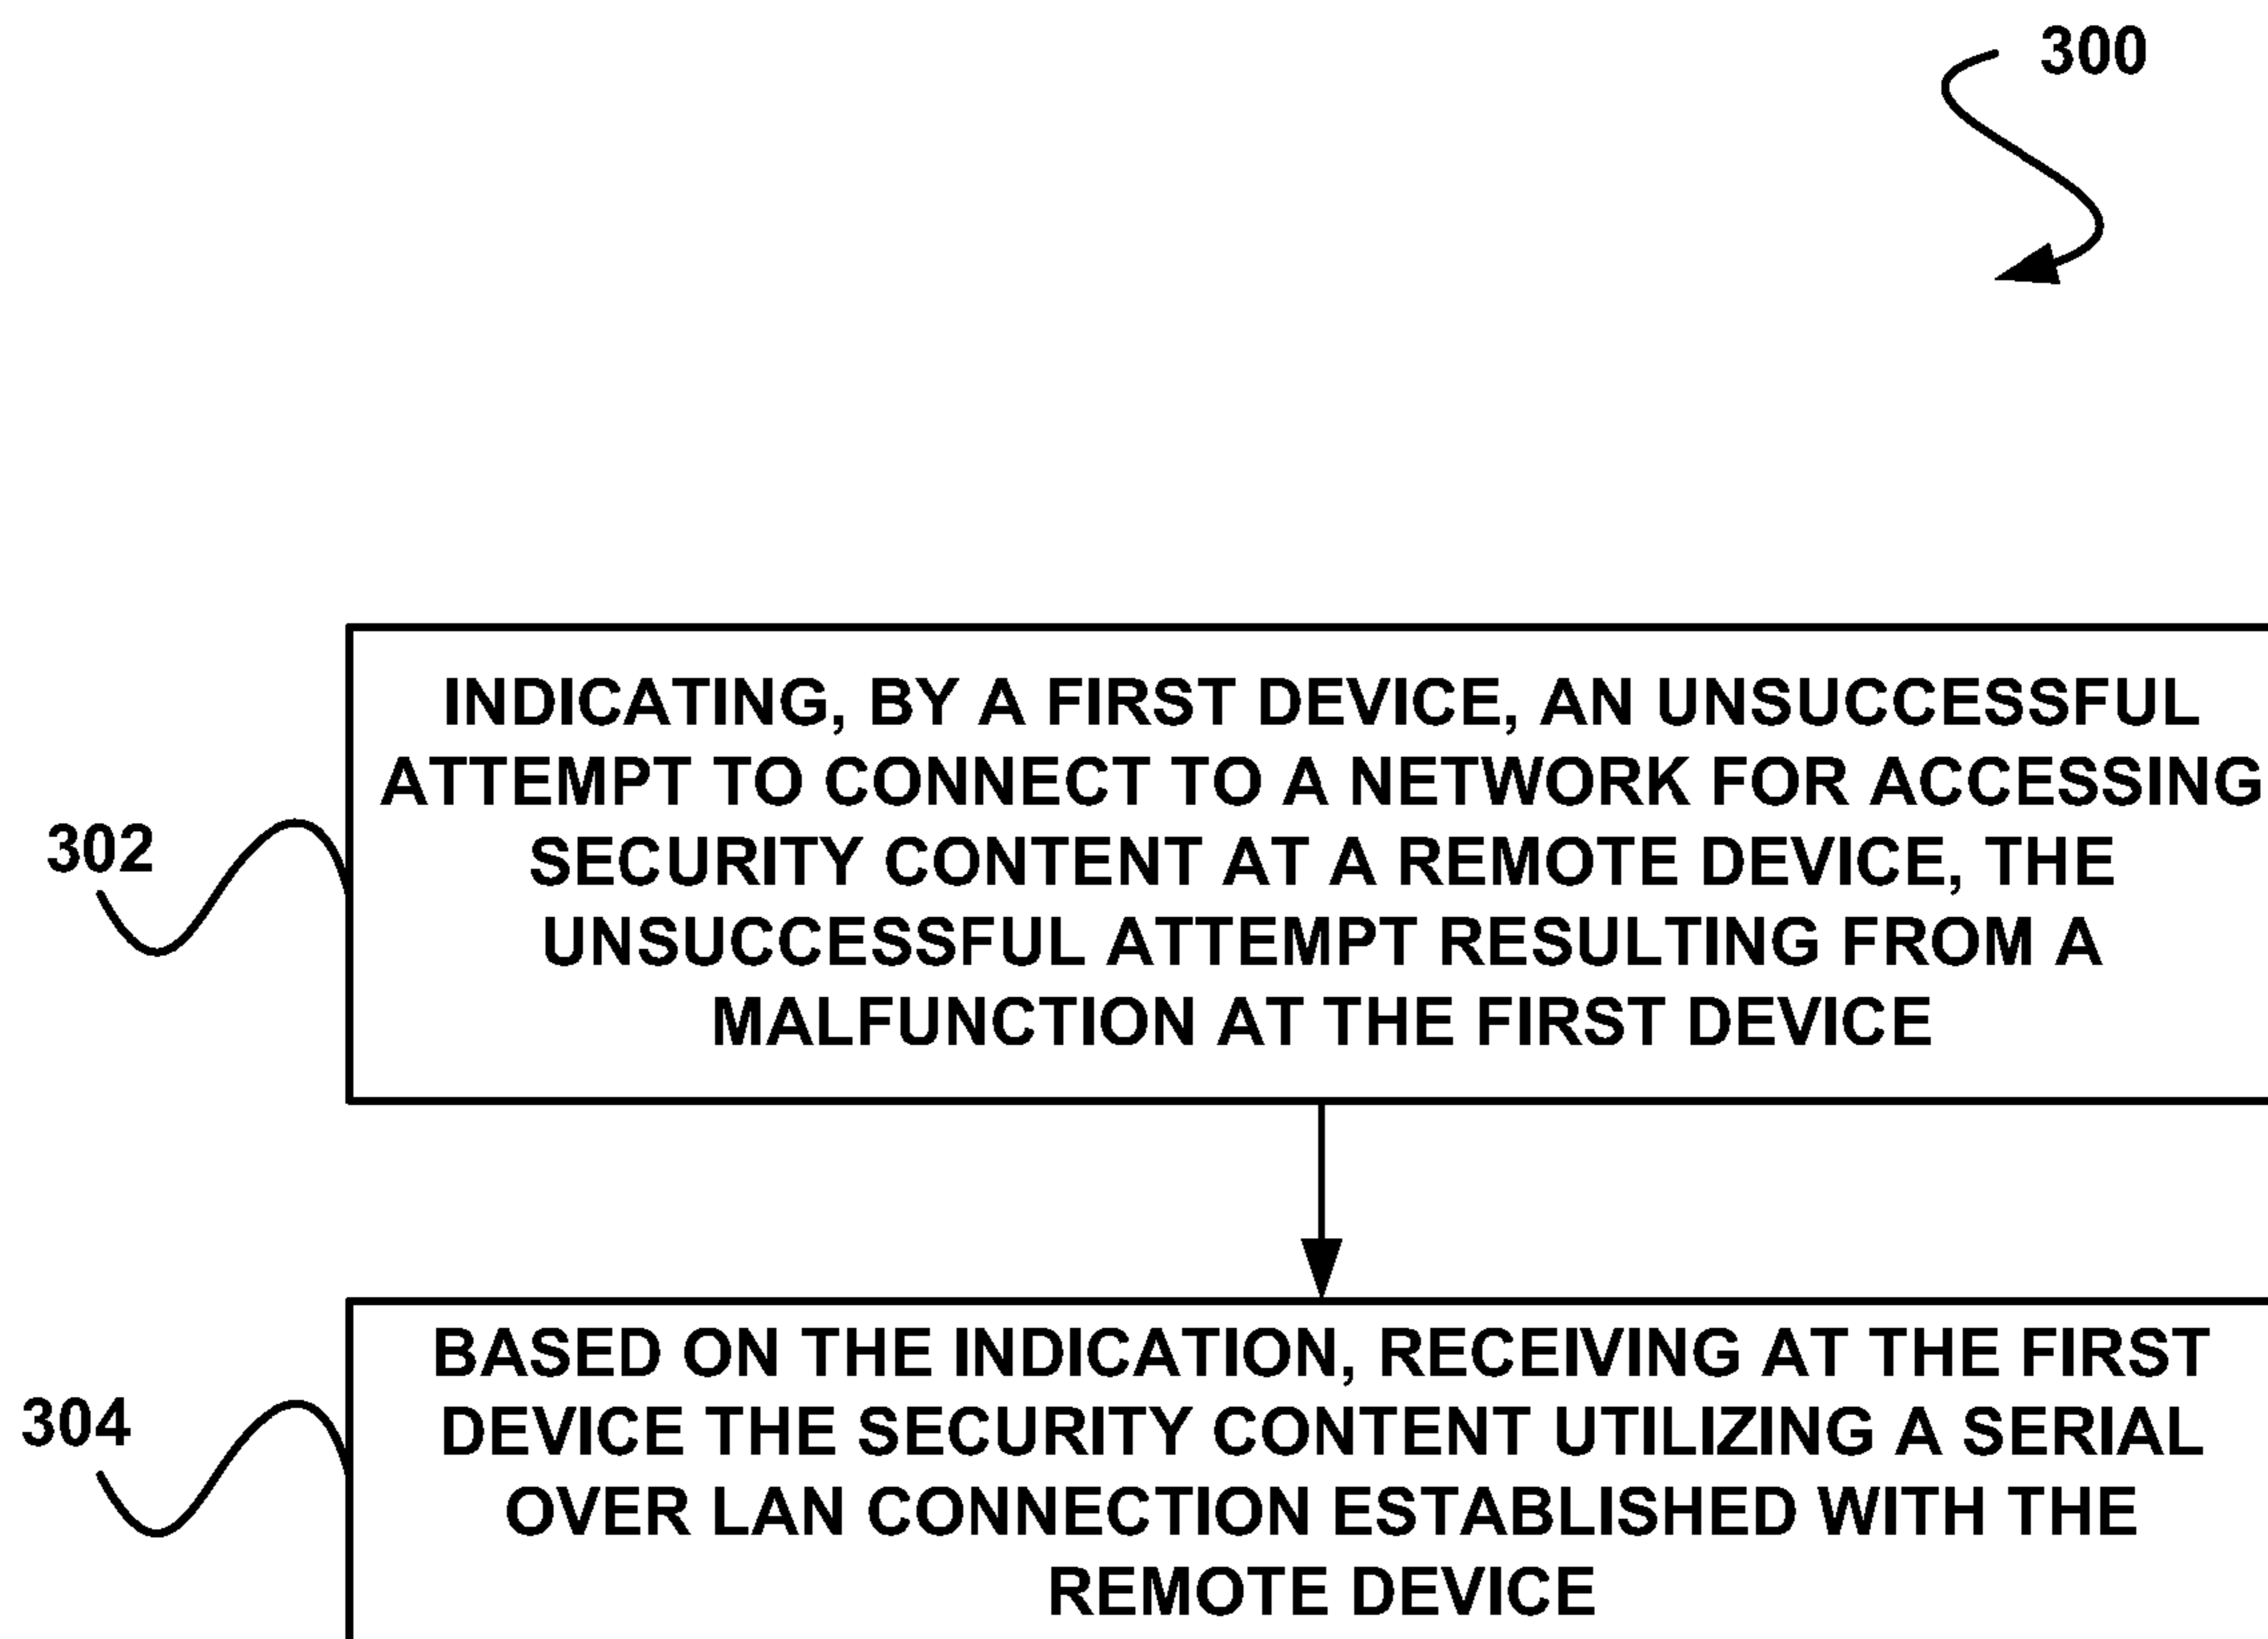 300
INDICATING, BY A FIRST DEVICE, AN UNSUCCESSFUL
ATTEMPT TO CONNECT TO A NETWORK FOR ACCESSING
SECURITY CONTENT AT A REMOTE DEVICE, THE
UNSUCCESSFUL ATTEMPT RESULTING FROM A
MALFUNCTION AT THE FIRST DEVICE
302
BASED ON THE INDICATION, RECEIVING AT THE FIRST
DEVICE THE SECURITY CONTENT UTILIZING A SERIAL
OVER LAN CONNECTION ESTABLISHED WITH THE
REMOTE DEVICE
304